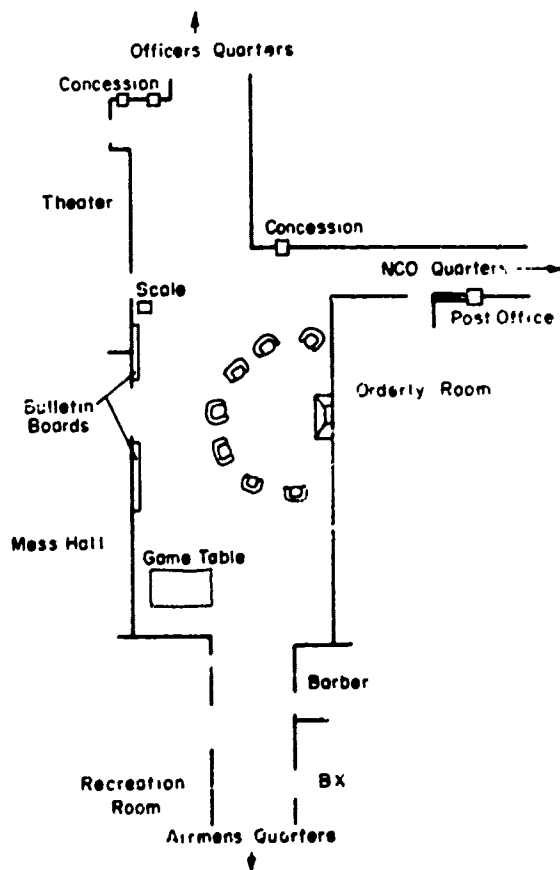 Officers Quarters
Concession
Theater
Concession
NCO Quarters
Scale
Post Office
Orderly Room
Bulletin
Boards
Mess Hall
Game Table
Barber
Recreation
Room
BX
Airmens Quarters